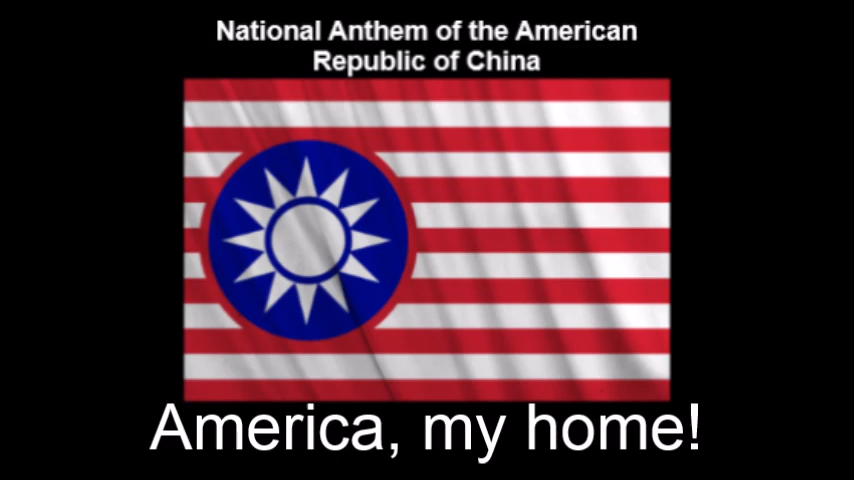 National Anthem of the American
Republic of China
America, my home!